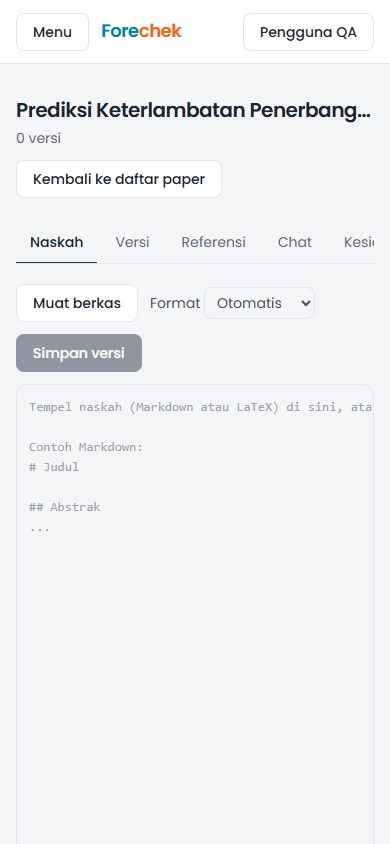 Menu
Forechek
Pengguna QA
Prediksi Keterlambatan Penerbang...
0 versi
Kembali ke daftar paper
Naskah Versi Referensi Chat
Muat berkas Format Otomatis
Simpan versi
Tempel naskah (Markdown atau LaTeX) di sini,
Contoh Markdown:
# Judul
## Abstrak
...